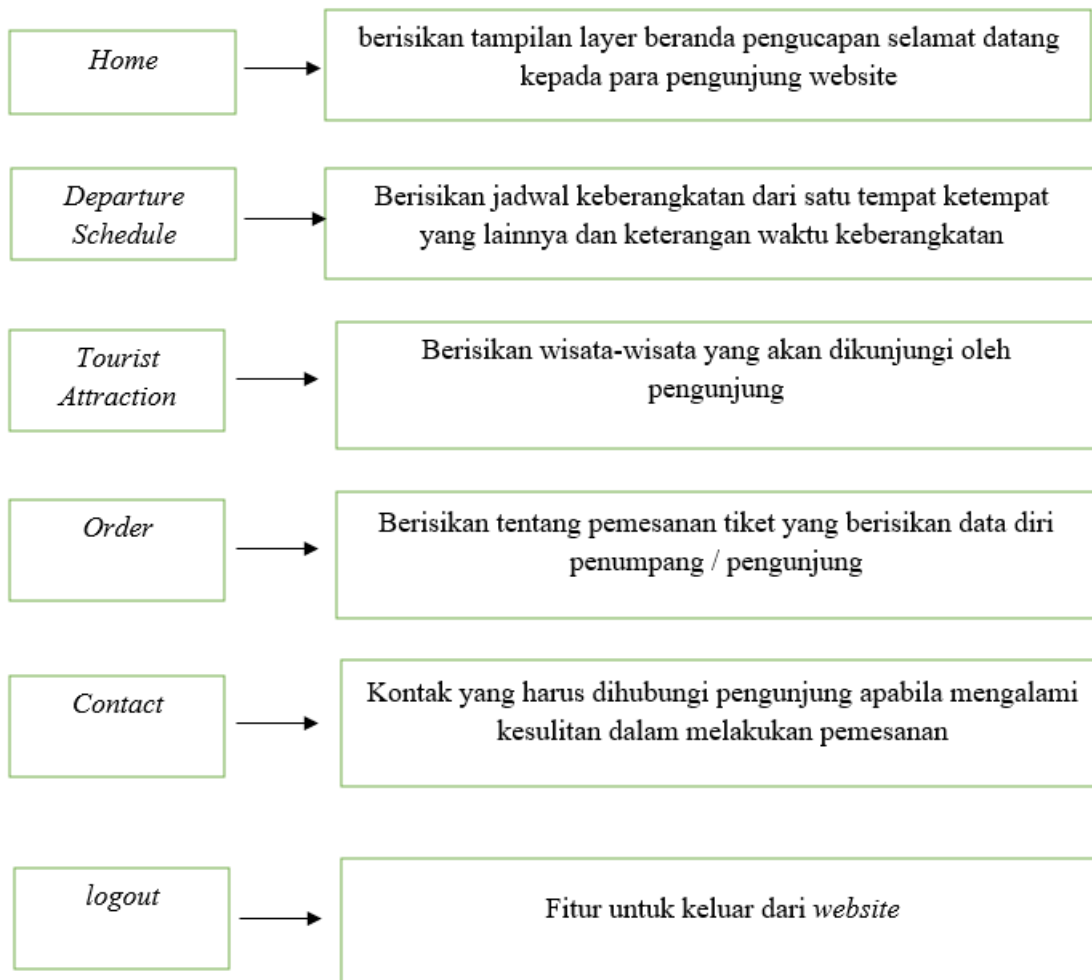 Home
berisikan tampilan layer beranda pengucapan selamat datang
kepada para pengunjung website
Departure
Schedule
Berisikan jadwal keberangkatan dari satu tempat ketempat
yang lainnya dan keterangan waktu keberangkatan
Tourist
Attraction
Berisikan wisata-wisata yang akan dikunjungi oleh
pengunjung
Order
Berisikan tentang pemesanan tiket yang berisikan data diri
penumpang / pengunjung
Contact
Kontak yang harus dihubungi pengunjung apabila mengalami
kesulitan dalam melakukan pemesanan
logout
Fitur untuk keluar dari website